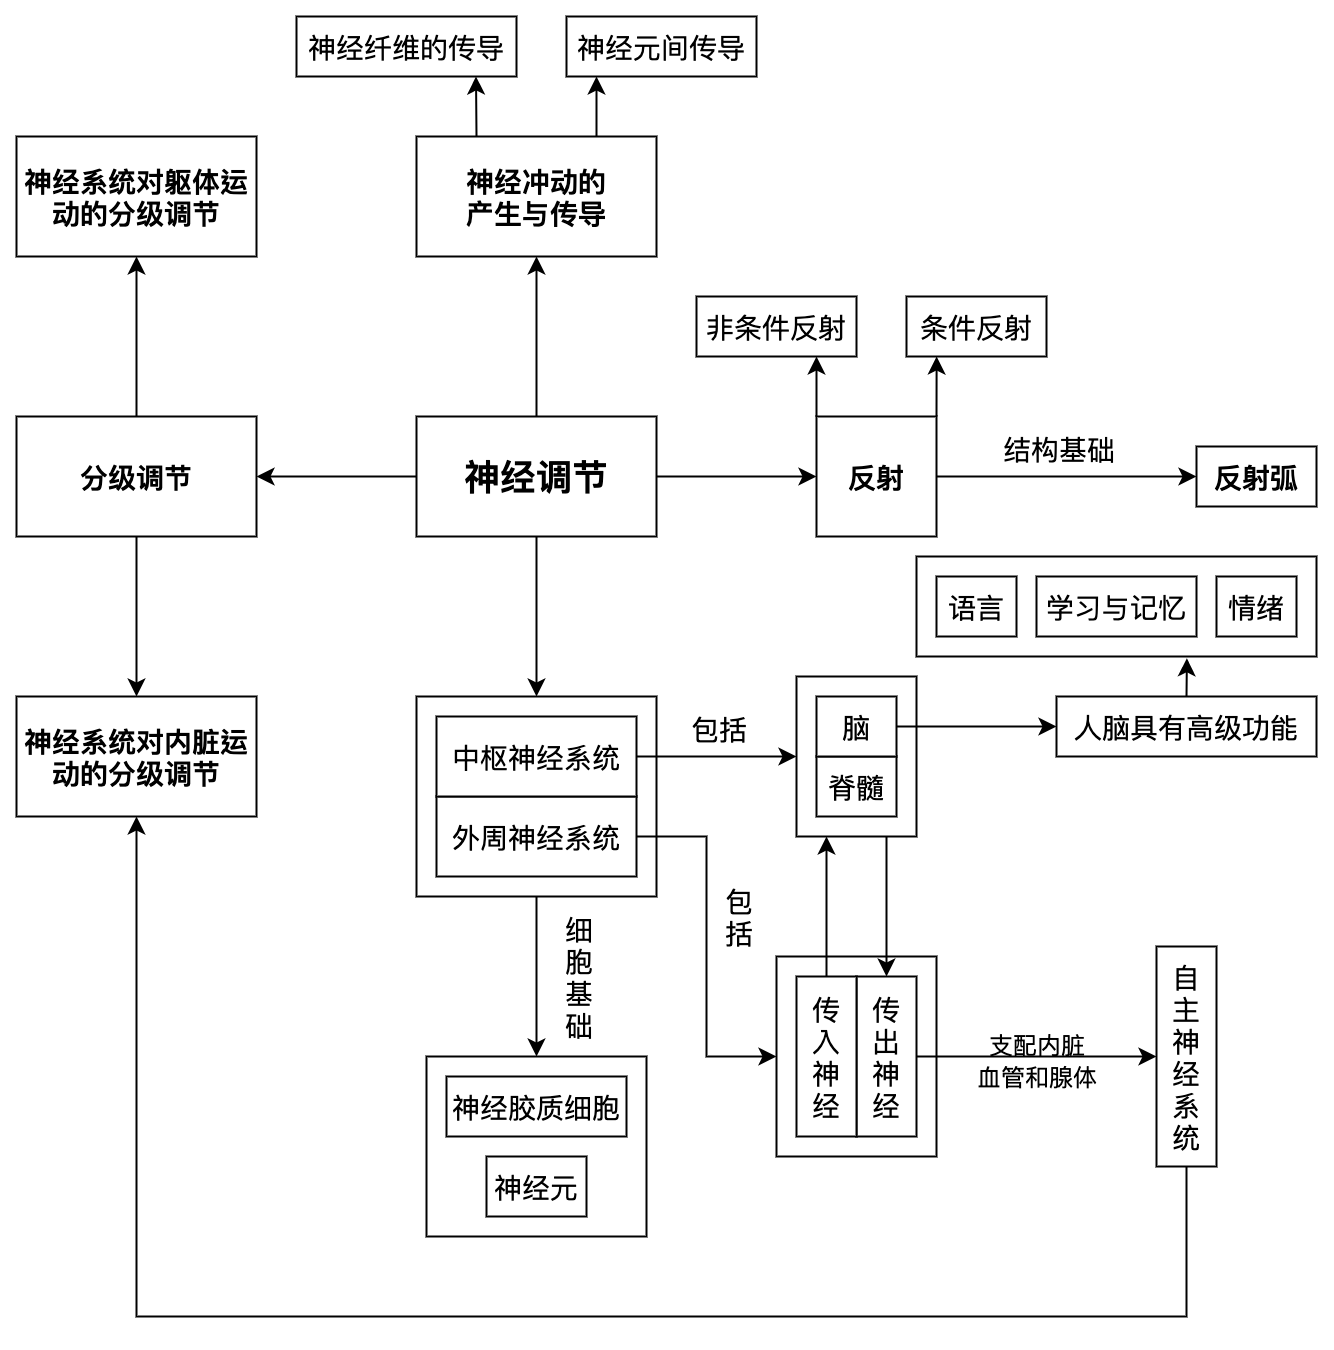 神经纤维的传导
神经元间传导
神经系统对躯体运
动的分级调节
神经冲动的
产生与传导
非条件反射
条件反射
分级调节
神经调节
反射
结构基础
反射弧
语言
学习与记忆
情绪
神经系统对内脏运
动的分级调节
中枢神经系统
外周神经系统
包括
脑
脊髓
人脑具有高级功能
包
括
细
胞
基
础
传
入
神
经
传
出
神
经
支配内脏
血管和腺体
自
主
神
经
系
统
神经胶质细胞
神经元